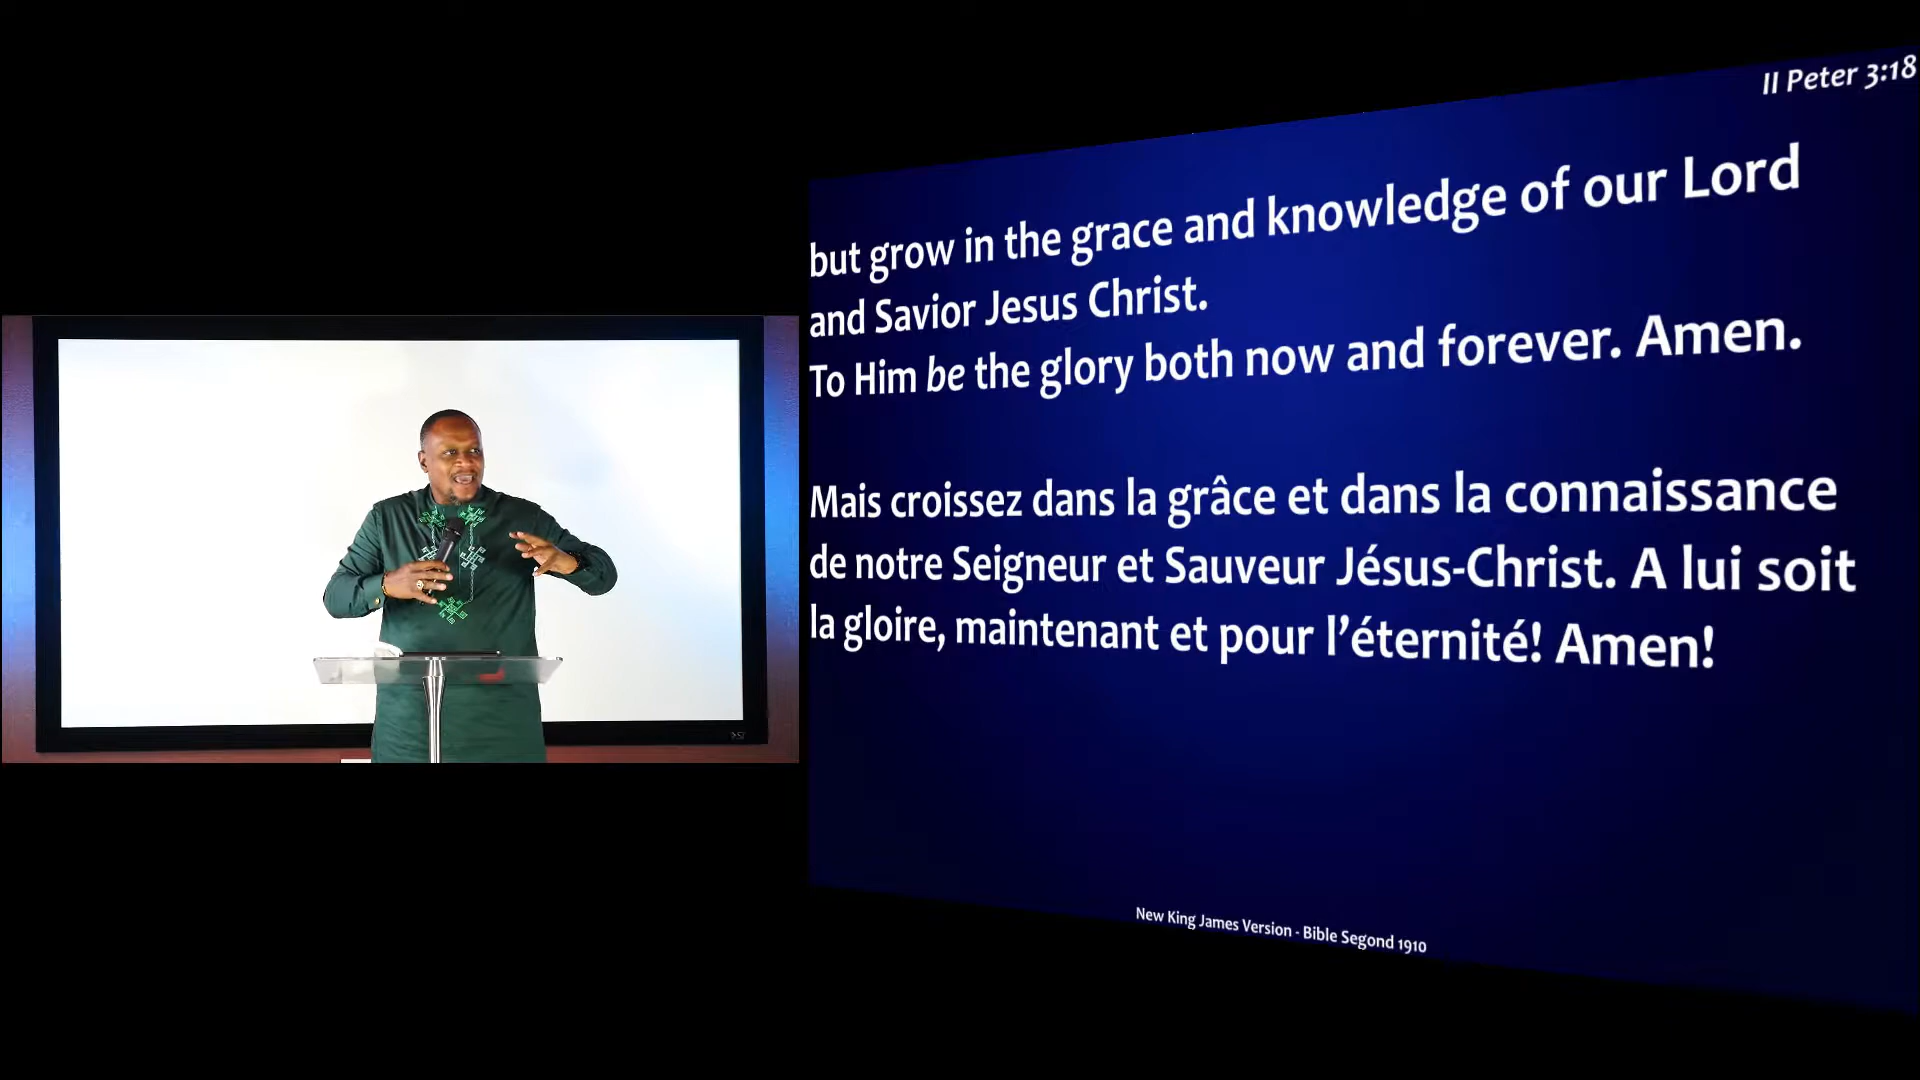 II Peter 3:18
but grow in the grace and knowledge of our Lord
and Savior Jesus Christ.
To Him be the glory both now and forever. Amen.
Mais croissez dans la grâce et dans la connaissance
de notre Seigneur et Sauveur Jésus-Christ. A lui soit
la gloire, maintenant et pour l’éternité! Amen!
New King James Version - Bible Segond 1910